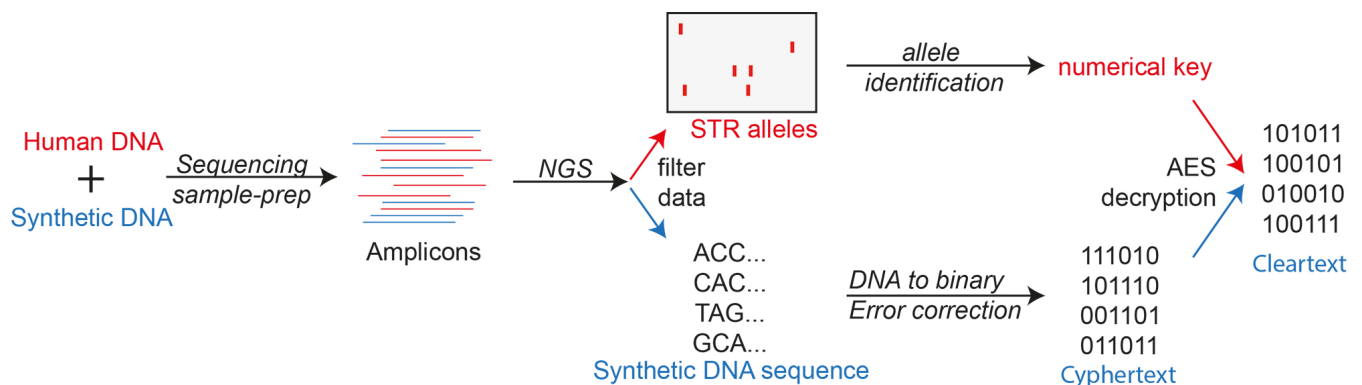 Human DNA
+
Synthetic DNA
Sequencing
sample-prep
Amplicons
NGS
filter
data
STR alleles
allele
identification
numerical key
ACC...
CAC...
TAG...
GCA...
Synthetic DNA sequence
DNA to binary
Error correction
111010
101110
001101
011011
Cyphertext
AES
decryption
101011
100101
010010
100111
Cleartext